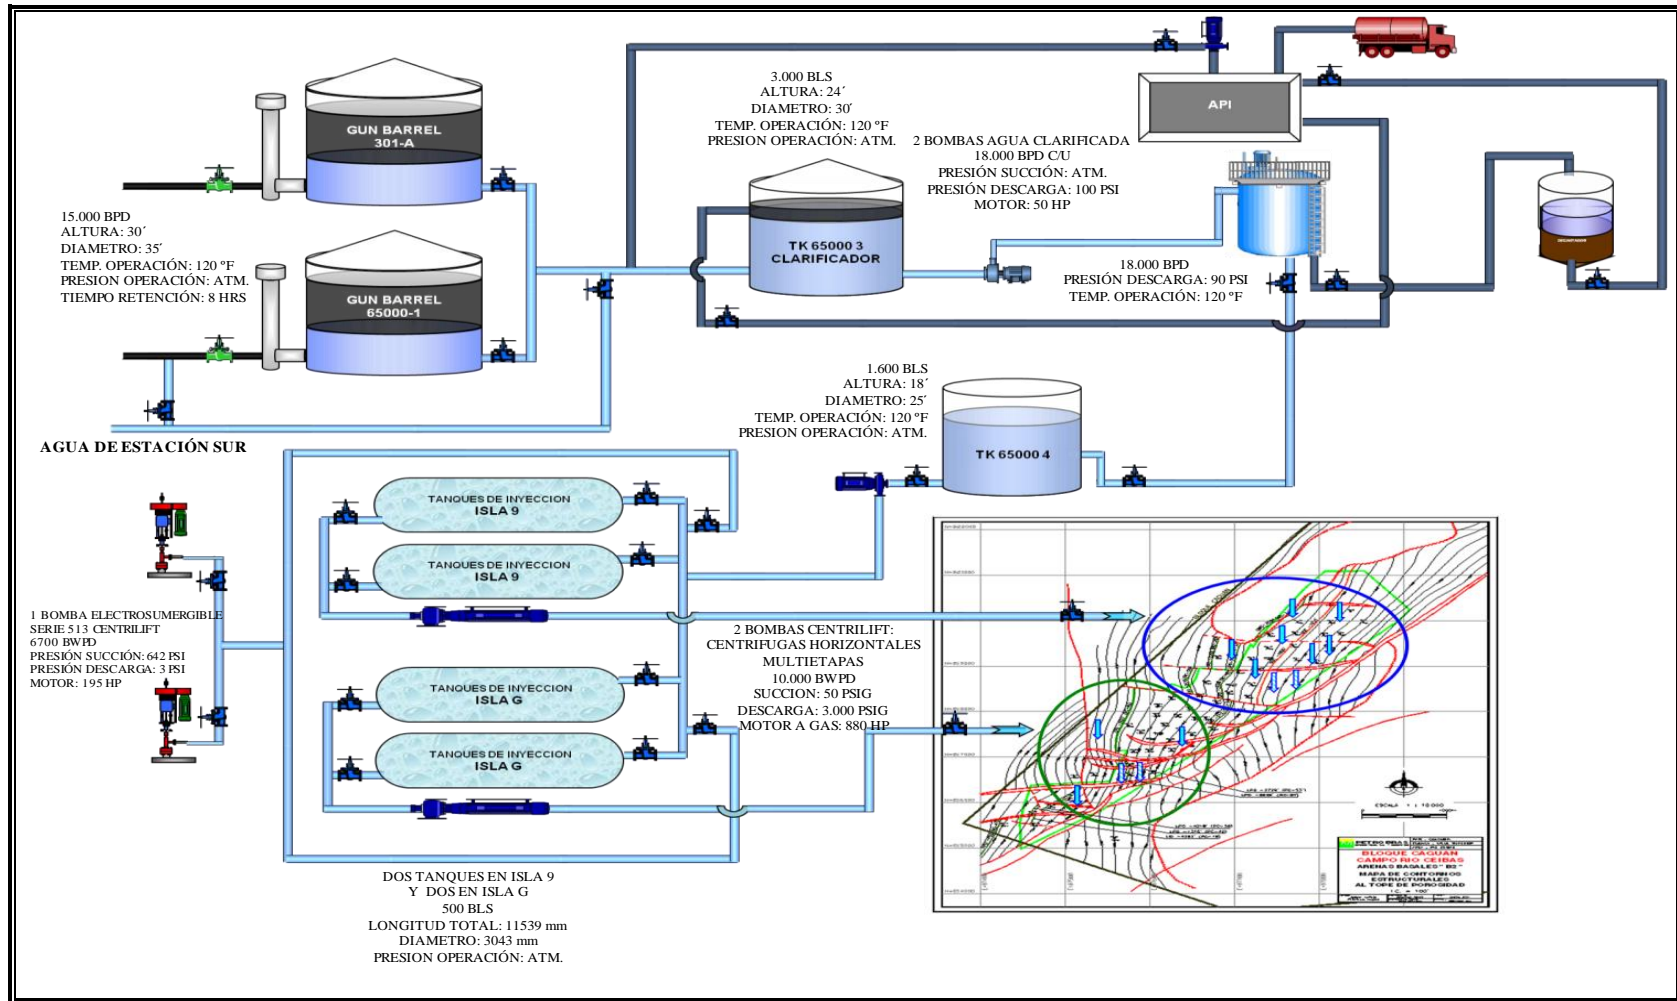 API
3.000 BLS
ALTURA: 24´
DIAMETRO: 30´
TEMP. OPERACIÓN: 120 ºF
PRESION OPERACIÓN: ATM.
2 BOMBAS AGUA CLARIFICADA
18.000 BPD C/U
PRESIÓN SUCCIÓN: ATM.
PRESIÓN DESCARGA: 100 PSI
MOTOR: 50 HP
GUN BARREL
301-A
15.000 BPD
ALTURA: 30´
DIAMETRO: 35´
TEMP. OPERACIÓN: 120 ºF
PRESION OPERACIÓN: ATM.
TIEMPO RETENCIÓN: 8 HRS
GUN BARREL
65000-1
TK 65000 3
CLARIFICADOR
18.000 BPD
PRESIÓN DESCARGA: 90 PSI
TEMP. OPERACIÓN: 120 ºF
1.600 BLS
ALTURA: 18´
DIAMETRO: 25´
TEMP. OPERACIÓN: 120 ºF
PRESION OPERACIÓN: ATM.
TK 65000 4
AGUA DE ESTACIÓN SUR
TANQUES DE INYECCION
ISLA 9
TANQUES DE INYECCION
ISLA 9
1 BOMBA ELECTROSUMERGIBLE
SERIE 513 CENTRILIFT
6700 BWPD
PRESIÓN SUCCIÓN: 642 PSI
PRESIÓN DESCARGA: 3 PSI
MOTOR: 195 HP
2 BOMBAS CENTRILIFT:
CENTRIFUGAS HORIZONTALES
MULTIETAPAS
10.000 BWPD
SUCCION: 50 PSIG
DESCARGA: 3.000 PSIG
MOTOR A GAS: 880 HP
TANQUES DE INYECCION
ISLA G
TANQUES DE INYECCION
ISLA G
DOS TANQUES EN ISLA 9
Y DOS EN ISLA G
500 BLS
LONGITUD TOTAL: 11539 mm
DIAMETRO: 3043 mm
PRESION OPERACIÓN: ATM.
PETROBRAS
BLOQUE CAGUAN
CAMPO RIO CEIBAS
ARENAS BASALES " B2 "
MAPA DE CONTORNOS
ESTRUCTURALES
AL TOPE DE POROSIDAD